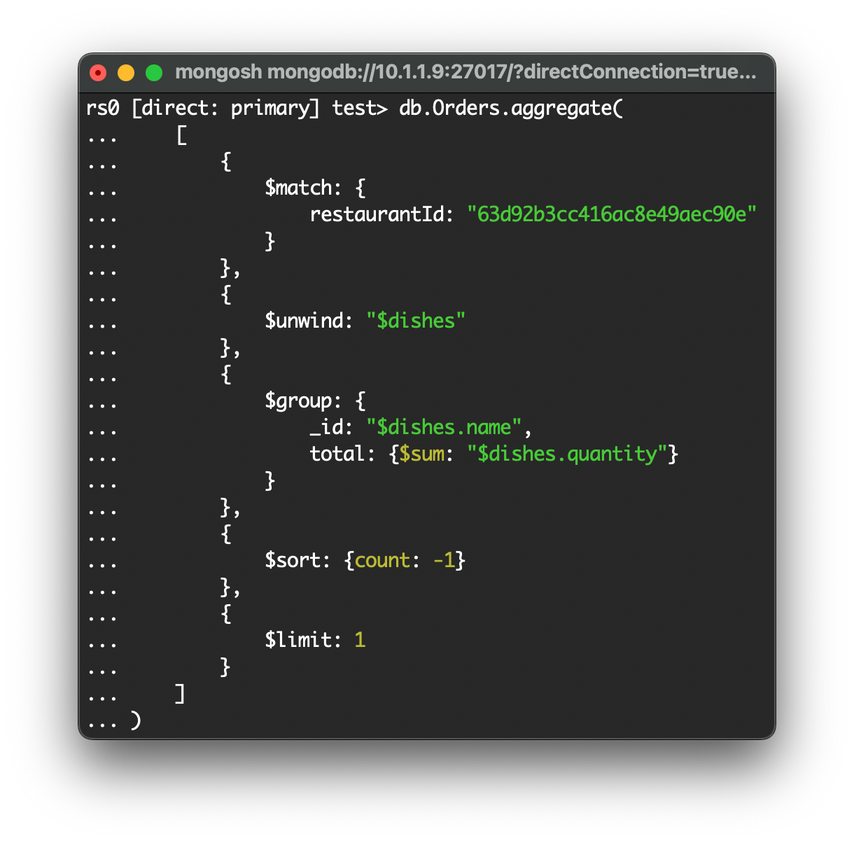 mongosh mongodb://10.1.1.9:27017/?directConnection=true...
rs0 [direct: primary] test> db.Orders.aggregate(
...     [
...         {
...             $match: {
...                 restaurantId: "63d92b3cc416ac8e49aec90e"
...             }
...         },
...         {
...             $unwind: "$dishes"
...         },
...         {
...             $group: {
...                 _id: "$dishes.name",
...                 total: {$sum: "$dishes.quantity"}
...             }
...         },
...         {
...             $sort: {count: -1}
...         },
...         {
...             $limit: 1
...         }
...     ]
... )